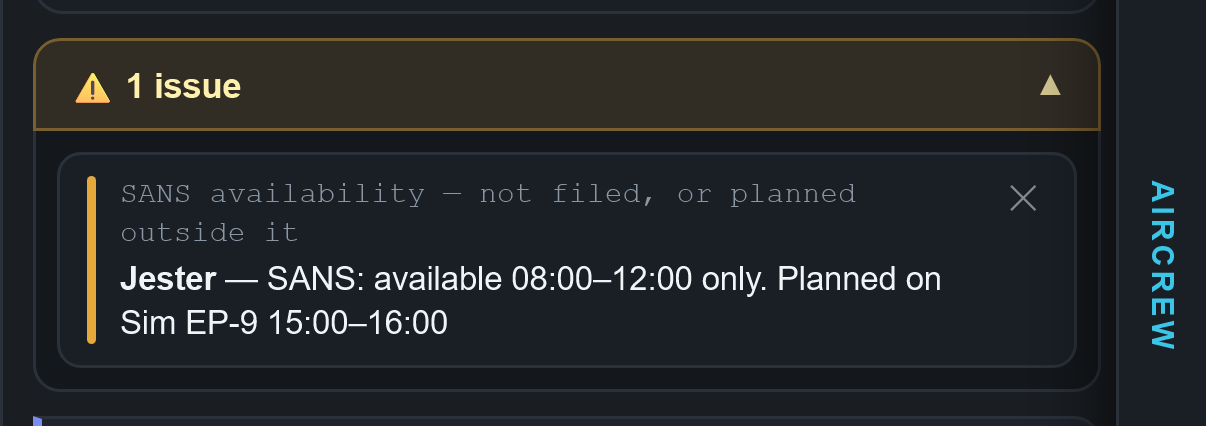 ⚠️ 1 issue ▲
SANS availability — not filed, or planned
outside it
Jester — SANS: available 08:00–12:00 only. Planned on
Sim EP-9 15:00–16:00
AIRCREW